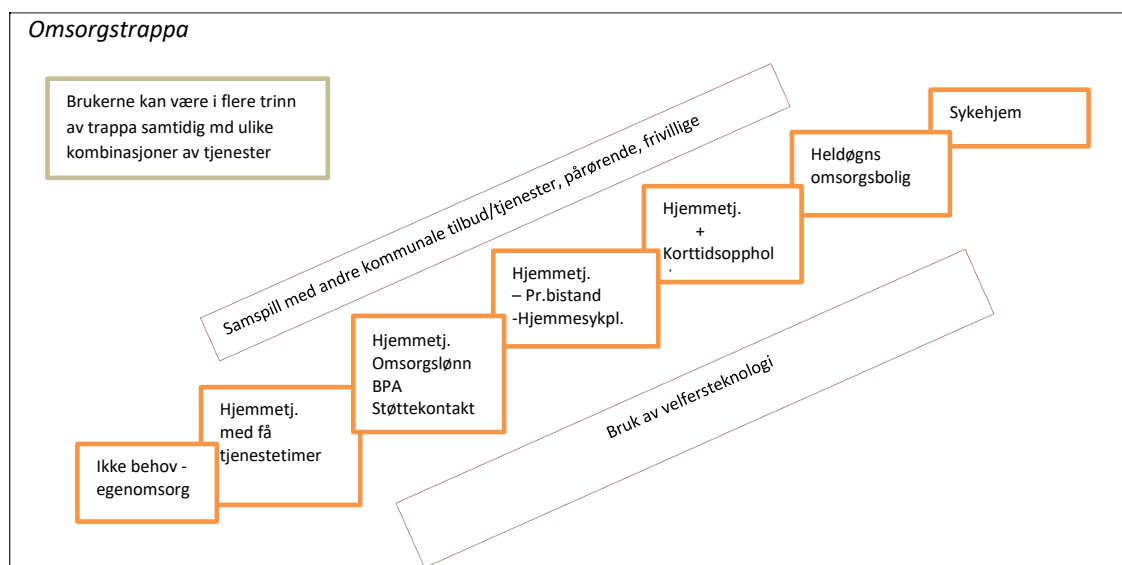 Omsorgstrappa
Brukerne kan være i flere trinn
av trappa samtidig md ulike
kombinasjoner av tjenester
Samspill med andre kommunale tilbud/tjenester, pårørende, frivillige
Sykehjem
Heldøgns
omsorgsbolig
Hjemmetj.
+
Korttidsopphol
Hjemmetj.
– Pr.bistand
-Hjemmesykpl.
Hjemmetj.
Omsorgslønn
BPA
Støttekontakt
Hjemmetj.
med få
tjenestetimer
Ikke behov -
egenomsorg
Bruk av velfersteknologi